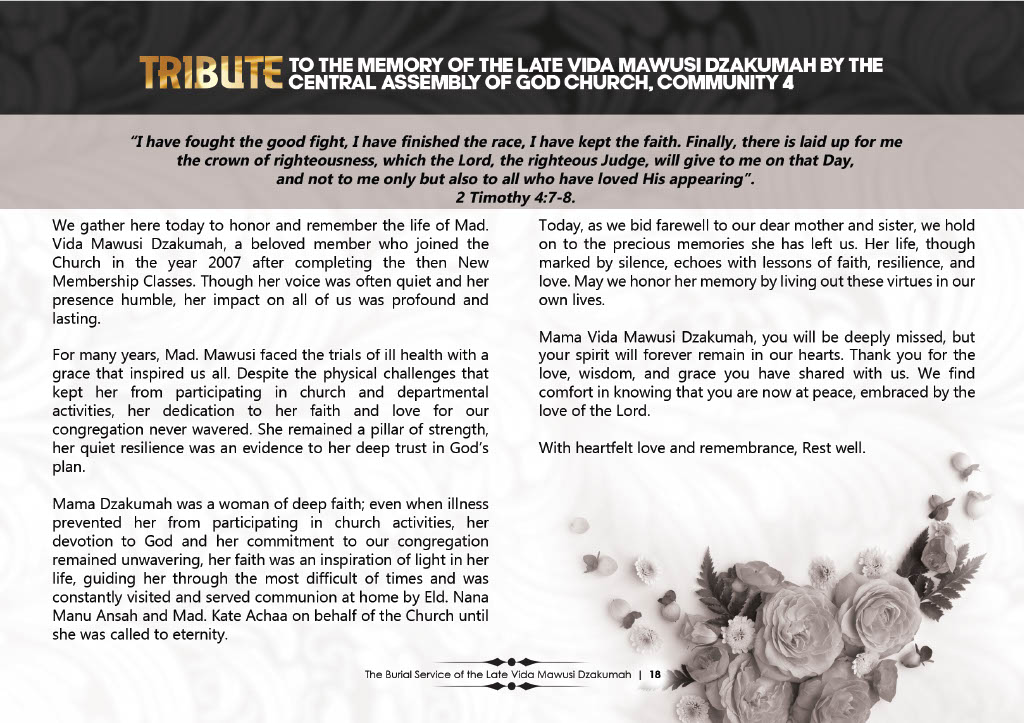 TRIBUTE TO THE MEMORY OF THE LATE VIDA MAWUSI DZAKUMAH BY THE
CENTRAL ASSEMBLY OF GOD CHURCH, COMMUNITY 4
“I have fought the good fight, I have finished the race, I have kept the faith. Finally, there is laid up for me
the crown of righteousness, which the Lord, the righteous Judge, will give to me on that Day,
and not to me only but also to all who have loved His appearing”.
2 Timothy 4:7-8.
We gather here today to honor and remember the life of Mad.
Vida Mawusi Dzakumah, a beloved member who joined the
Church in the year 2007 after completing the then New
Membership Classes. Though her voice was often quiet and her
presence humble, her impact on all of us was profound and
lasting.
For many years, Mad. Mawusi faced the trials of ill health with a
grace that inspired us all. Despite the physical challenges that
kept her from participating in church and departmental
activities, her dedication to her faith and love for our
congregation never wavered. She remained a pillar of strength,
her quiet resilience was an evidence to her deep trust in God’s
plan.
Mama Dzakumah was a woman of deep faith; even when illness
prevented her from participating in church activities, her
devotion to God and her commitment to our congregation
remained unwavering, her faith was an inspiration of light in her
life, guiding her through the most difficult of times and was
constantly visited and served communion at home by Eld. Nana
Manu Ansah and Mad. Kate Achaa on behalf of the Church until
she was called to eternity.
Today, as we bid farewell to our dear mother and sister, we hold
on to the precious memories she has left us. Her life, though
marked by silence, echoes with lessons of faith, resilience, and
love. May we honor her memory by living out these virtues in our
own lives.
Mama Vida Mawusi Dzakumah, you will be deeply missed, but
your spirit will forever remain in our hearts. Thank you for the
love, wisdom, and grace you have shared with us. We find
comfort in knowing that you are now at peace, embraced by the
love of the Lord.
With heartfelt love and remembrance, Rest well.
The Burial Service of the Late Vida Mawusi Dzakumah | 18